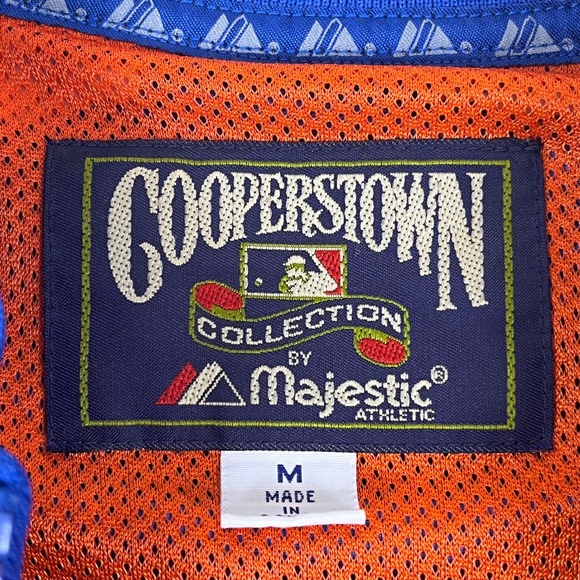 COOPERSTOWN
COLLECTION
BY
Majestic®
ATHLETIC
M
MADE
IN